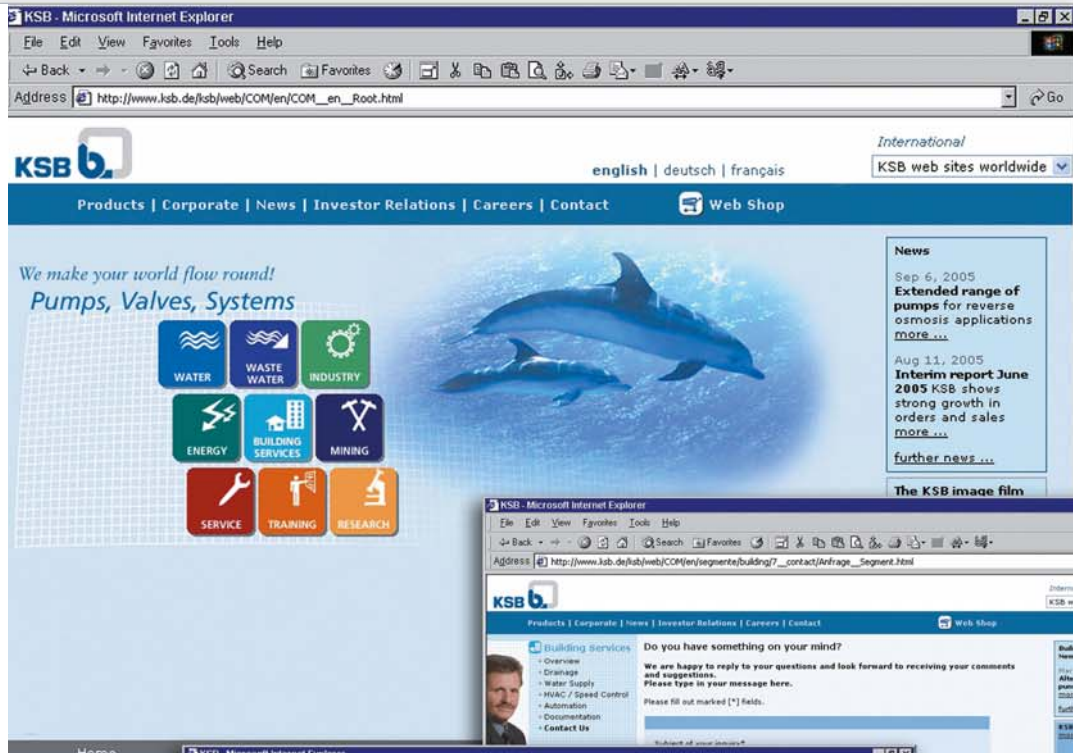 KSB - Microsoft Internet Explorer
File Edit View Favorites Tools Help
Back Search Favorites
Address http://www.ksb.de/ksb/web/COM/en/COM__en__Root.html Go
KSB b.
International
english | deutsch | français
KSB web sites worldwide
Products | Corporate | News | Investor Relations | Careers | Contact
Web Shop
We make your world flow round!
Pumps, Valves, Systems
WATER
WASTE
WATER
INDUSTRY
ENERGY
BUILDING
SERVICES
MINING
SERVICE
TRAINING
RESEARCH
News
Sep 6, 2005
Extended range of
pumps for reverse
osmosis applications
more ...
Aug 11, 2005
Interim report June
2005 KSB shows
strong growth in
orders and sales
more ...
further news ...
The KSB image film
KSB - Microsoft Internet Explorer
File Edit View Favorites Tools Help
Back Search Favorites
Address http://www.ksb.de/ksb/web/COM/en/segmente/building/7__contact/Anfrage__Segment.html
KSB b.
Products | Corporate | News | Investor Relations | Careers | Contact
Web Shop
Building Services
Overview
Drainage
Water Supply
HVAC / Speed Control
Automation
Documentation
Contact Us
Do you have something on your mind?
We are happy to reply to your questions and look forward to receiving your comments
and suggestions.
Please type in your message here.
Please fill out marked [*] fields.
Subject of your inquiry*
Home
KSB - Microsoft Internet Explorer